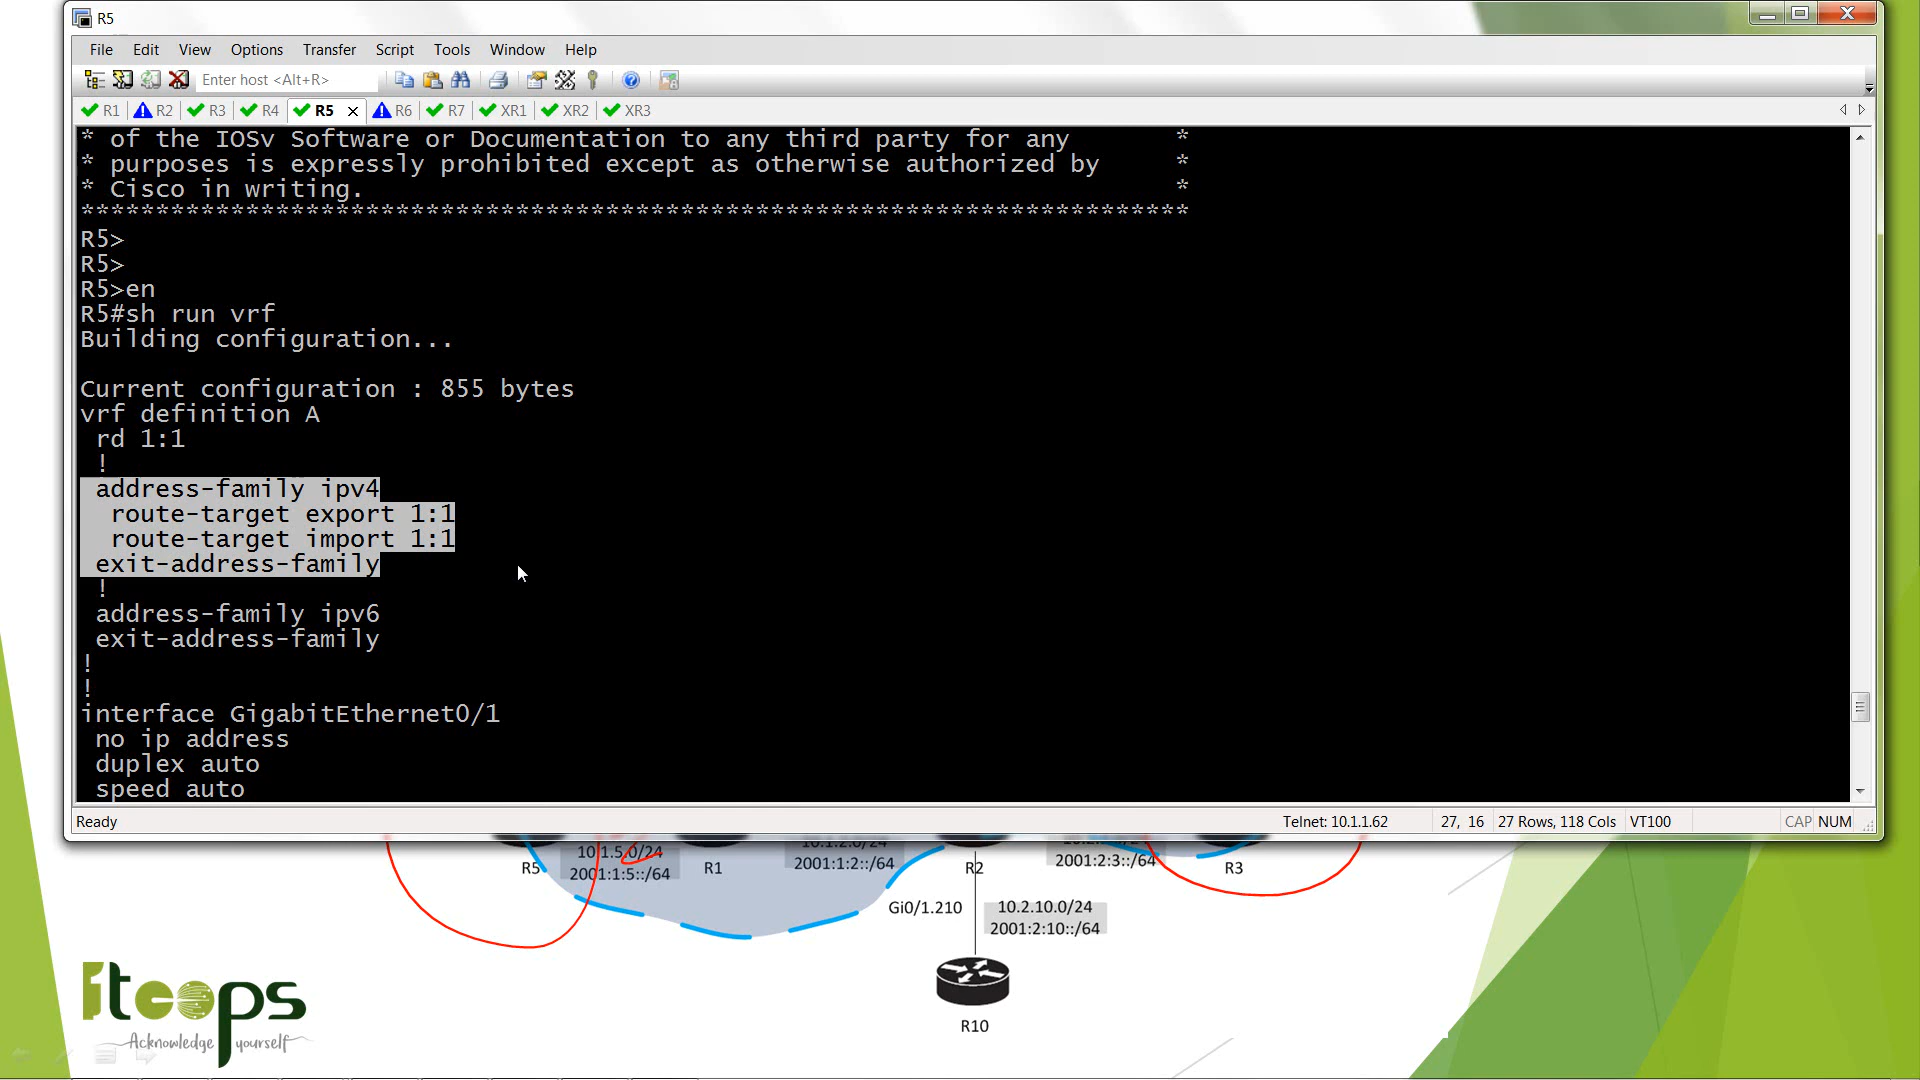 R5
File Edit View Options Transfer Script Tools Window Help
Enter host <Alt+R>
R1 R2 R3 R4 R5 R6 R7 XR1 XR2 XR3
* of the IOSv Software or Documentation to any third party for any *
* purposes is expressly prohibited except as otherwise authorized by *
* Cisco in writing. *
**************************************************************************
R5>
R5>
R5>en
R5#sh run vrf
Building configuration...
Current configuration : 855 bytes
vrf definition A
rd 1:1
!
address-family ipv4
route-target export 1:1
route-target import 1:1
exit-address-family
!
address-family ipv6
exit-address-family
!
!
interface GigabitEthernet0/1
no ip address
duplex auto
speed auto
Ready Telnet: 10.1.1.62 27, 16 27 Rows, 118 Cols VT100 CAP NUM
10.1.5.0/24
2001:1:5::/64
2001:1:2::/64
2001:2:3::/64
R5 R1 R2 R3
Gi0/1.210
10.2.10.0/24
2001:2:10::/64
R10
1tcops
Acknowledge yourself